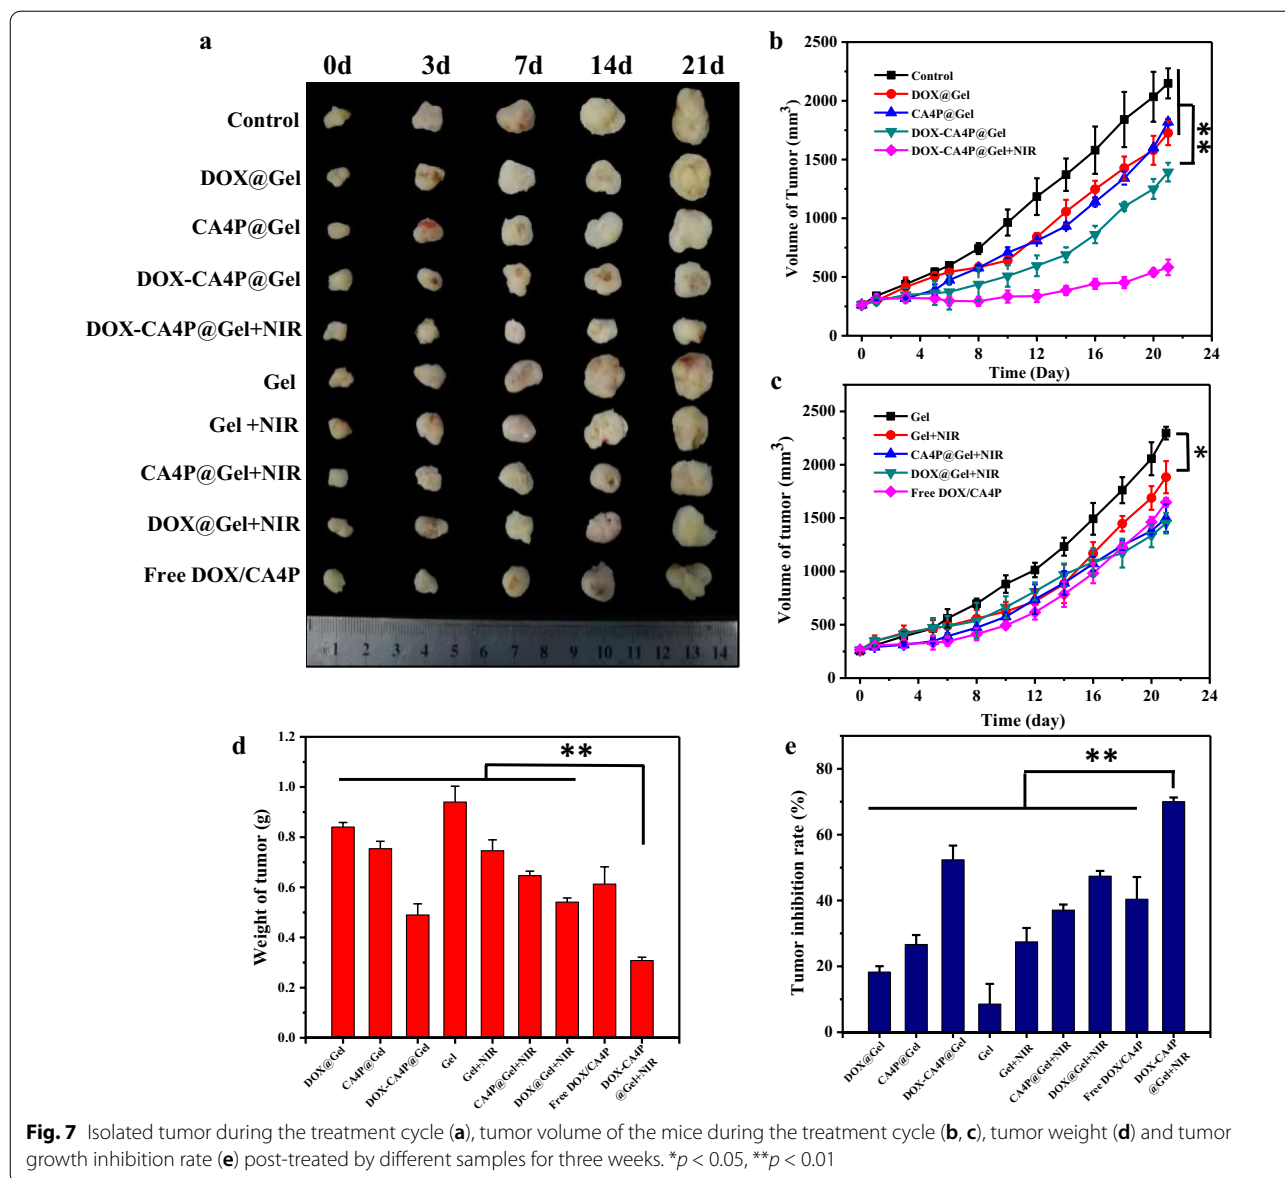 a
0d 3d 7d 14d 21d
Control
DOX@Gel
CA4P@Gel
DOX-CA4P@Gel
DOX-CA4P@Gel+NIR
Gel
Gel +NIR
CA4P@Gel+NIR
DOX@Gel+NIR
Free DOX/CA4P
1 2 3 4 5 6 7 8 9 10 11 12 13 14
b
2500
2000
1500
1000
500
0
Volume of Tumor (mm3)
Control
DOX@Gel
CA4P@Gel
DOX-CA4P@Gel
DOX-CA4P@Gel+NIR
**
0 4 8 12 16 20 24
Time (Day)
c
2500
2000
1500
1000
500
0
Volume of tumor (mm3)
Gel
Gel+NIR
CA4P@Gel+NIR
DOX@Gel+NIR
Free DOX/CA4P
*
0 4 8 12 16 20 24
Time (day)
d
1.2
1.0
0.8
0.6
0.4
0.2
0.0
Weight of tumor (g)
**
DOX@Gel
CA4P@Gel
DOX-CA4P@Gel
Gel
Gel+NIR
CA4P@Gel+NIR
DOX@Gel+NIR
Free DOX/CA4P
DOX-CA4P
@Gel+NIR
e
80
60
40
20
0
Tumor inhibition rate (%)
**
DOX@Gel
CA4P@Gel
DOX-CA4P@Gel
Gel
Gel+NIR
CA4P@Gel+NIR
DOX@Gel+NIR
Free DOX/CA4P
DOX-CA4P
@Gel+NIR
Fig. 7 Isolated tumor during the treatment cycle (a), tumor volume of the mice during the treatment cycle (b, c), tumor weight (d) and tumor
growth inhibition rate (e) post-treated by different samples for three weeks. *p < 0.05, **p < 0.01